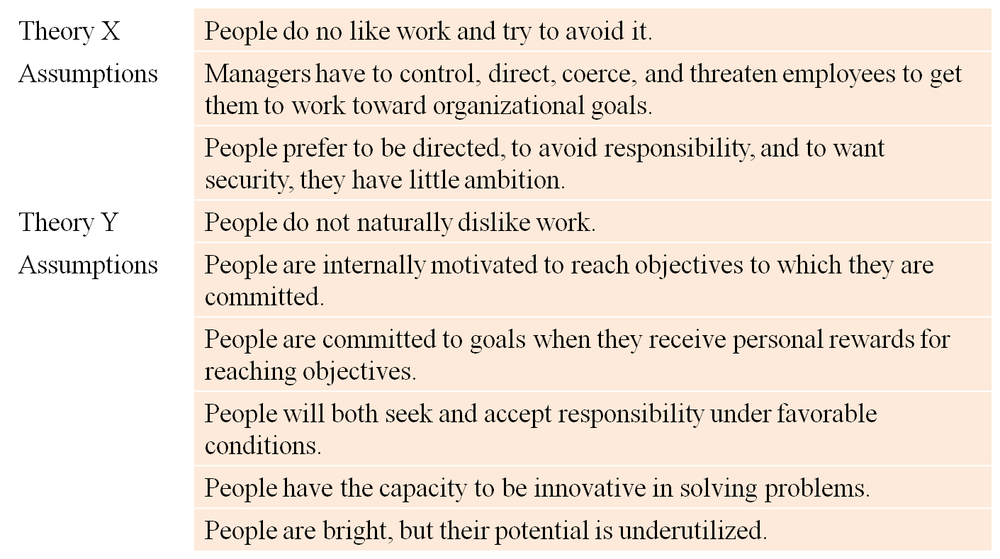 Theory X
People do no like work and try to avoid it.
Assumptions
Managers have to control, direct, coerce, and threaten employees to get
them to work toward organizational goals.
People prefer to be directed, to avoid responsibility, and to want
security, they have little ambition.
Theory Y
People do not naturally dislike work.
Assumptions
People are internally motivated to reach objectives to which they are
committed.
People are committed to goals when they receive personal rewards for
reaching objectives.
People will both seek and accept responsibility under favorable
conditions.
People have the capacity to be innovative in solving problems.
People are bright, but their potential is underutilized.